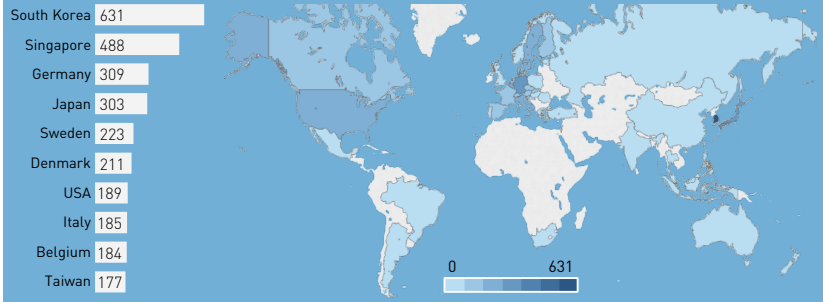 South Korea 631
Singapore 488
Germany 309
Japan 303
Sweden 223
Denmark 211
USA 189
Italy 185
Belgium 184
Taiwan 177
0 631